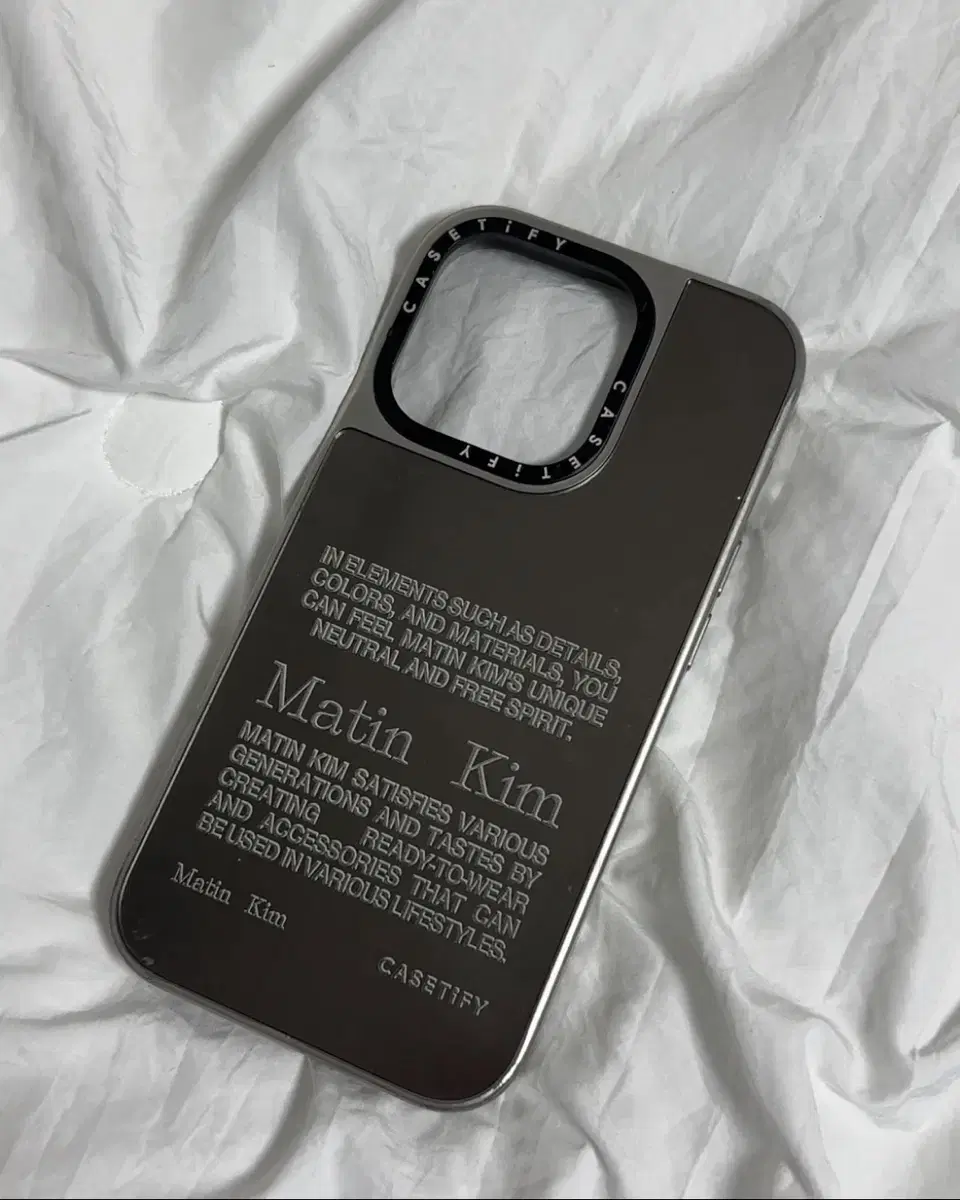 CASETiFY
CASETiFY
IN ELEMENTS SUCH AS DETAILS,
COLORS, AND MATERIALS, YOU
CAN FEEL MATIN KIM'S UNIQUE
NEUTRAL AND FREE SPIRIT.
Matin Kim
MATIN KIM SATISFIES VARIOUS
GENERATIONS AND TASTES BY
CREATING READY-TO-WEAR
AND ACCESSORIES THAT CAN
BE USED IN VARIOUS LIFESTYLES.
Matin Kim
CASETiFY